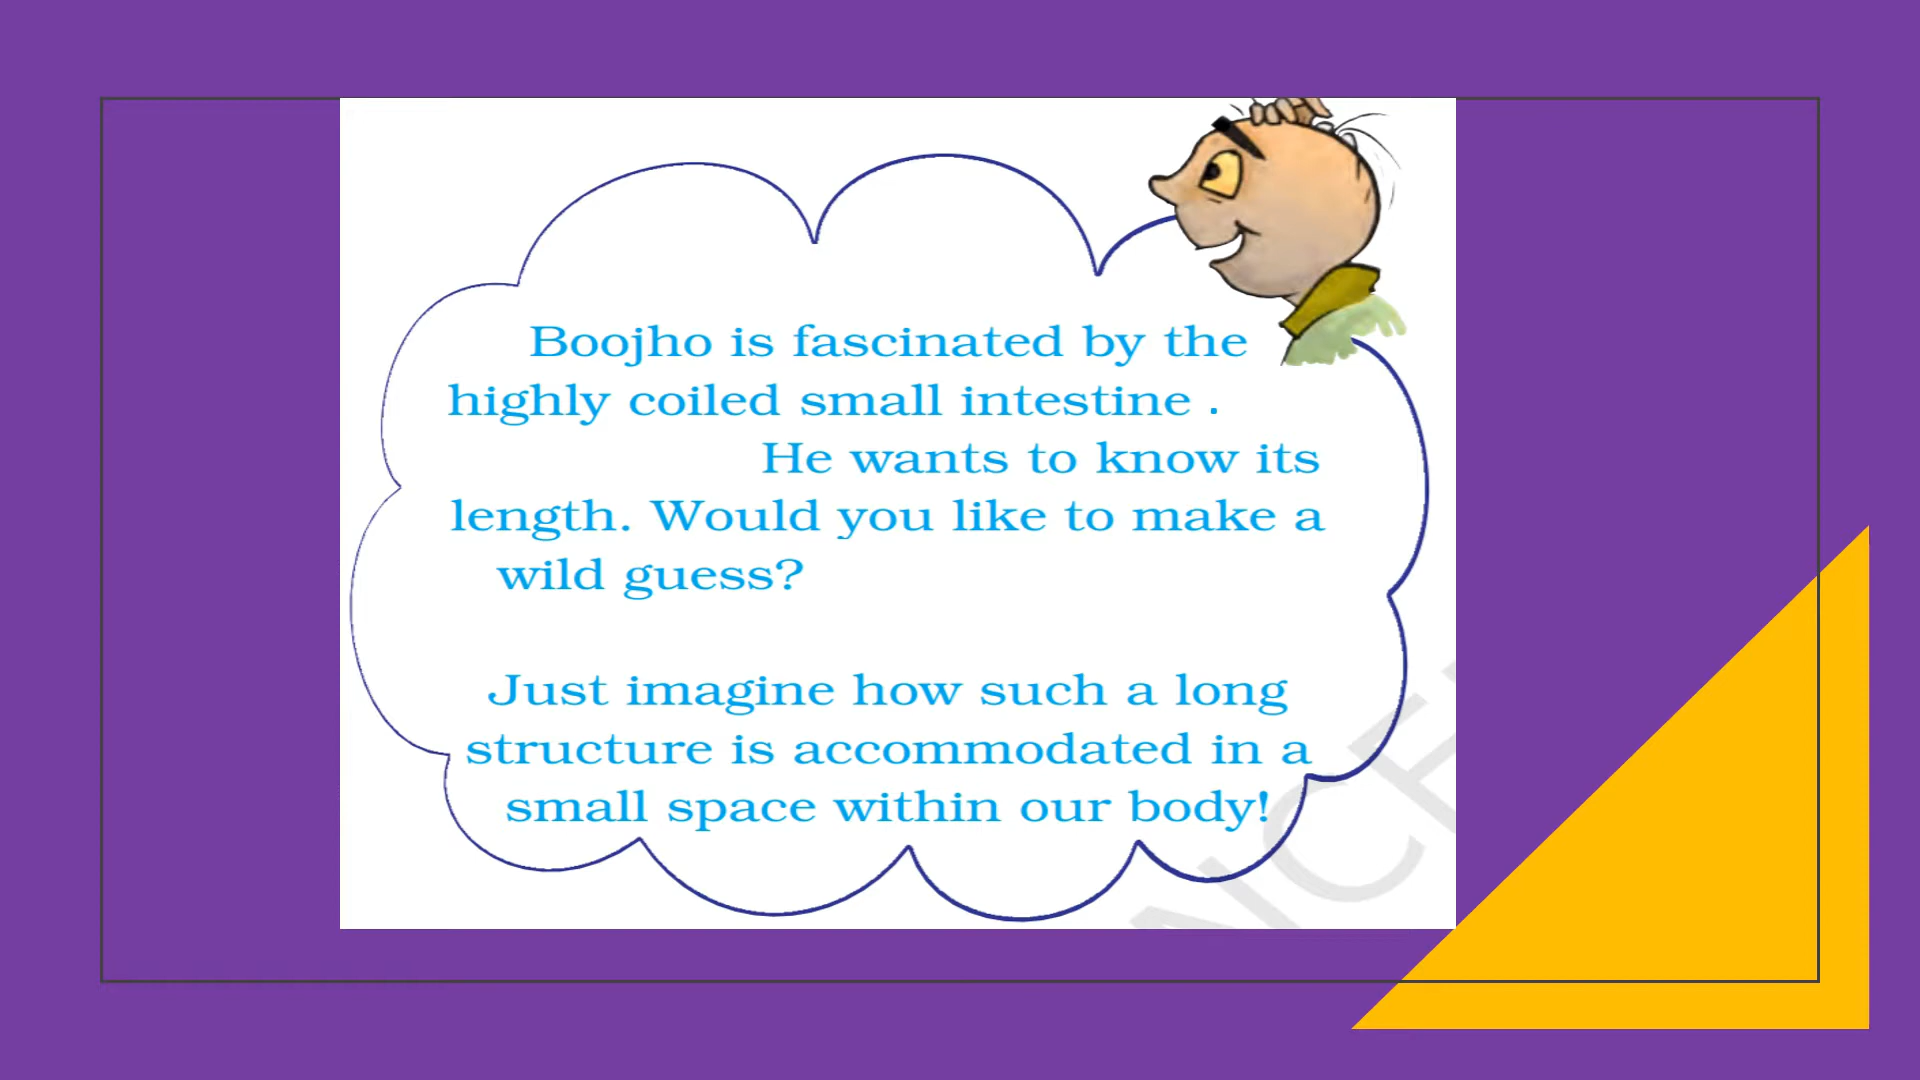 Boojho is fascinated by the
highly coiled small intestine .
He wants to know its
length. Would you like to make a
wild guess?
Just imagine how such a long
structure is accommodated in a
small space within our body!